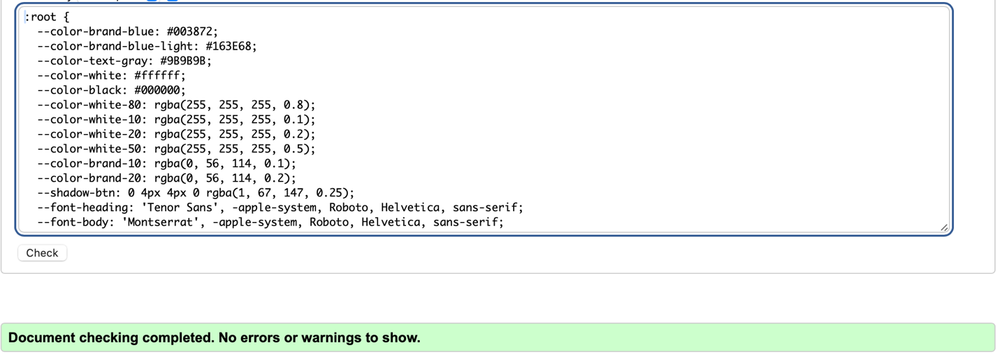 :root {
--color-brand-blue: #003872;
--color-brand-blue-light: #163E68;
--color-text-gray: #9B9B9B;
--color-white: #ffffff;
--color-black: #000000;
--color-white-80: rgba(255, 255, 255, 0.8);
--color-white-10: rgba(255, 255, 255, 0.1);
--color-white-20: rgba(255, 255, 255, 0.2);
--color-white-50: rgba(255, 255, 255, 0.5);
--color-brand-10: rgba(0, 56, 114, 0.1);
--color-brand-20: rgba(0, 56, 114, 0.2);
--shadow-btn: 0 4px 4px 0 rgba(1, 67, 147, 0.25);
--font-heading: 'Tenor Sans', -apple-system, Roboto, Helvetica, sans-serif;
--font-body: 'Montserrat', -apple-system, Roboto, Helvetica, sans-serif;
Check
Document checking completed. No errors or warnings to show.